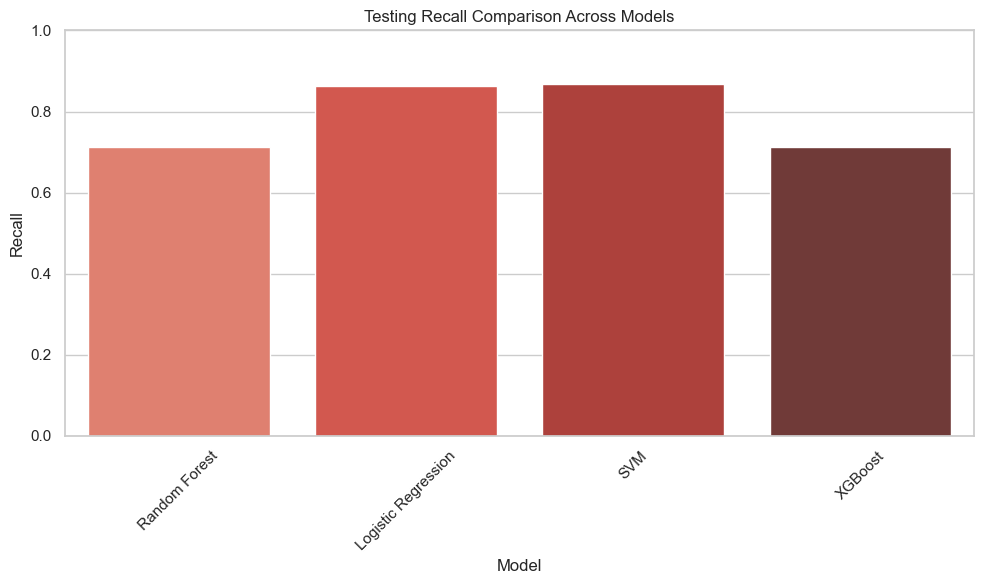 Testing Recall Comparison Across Models
1.0
0.8
0.6
0.4
0.2
0.0
Recall
Random Forest
Logistic Regression
SVM
XGBoost
Model